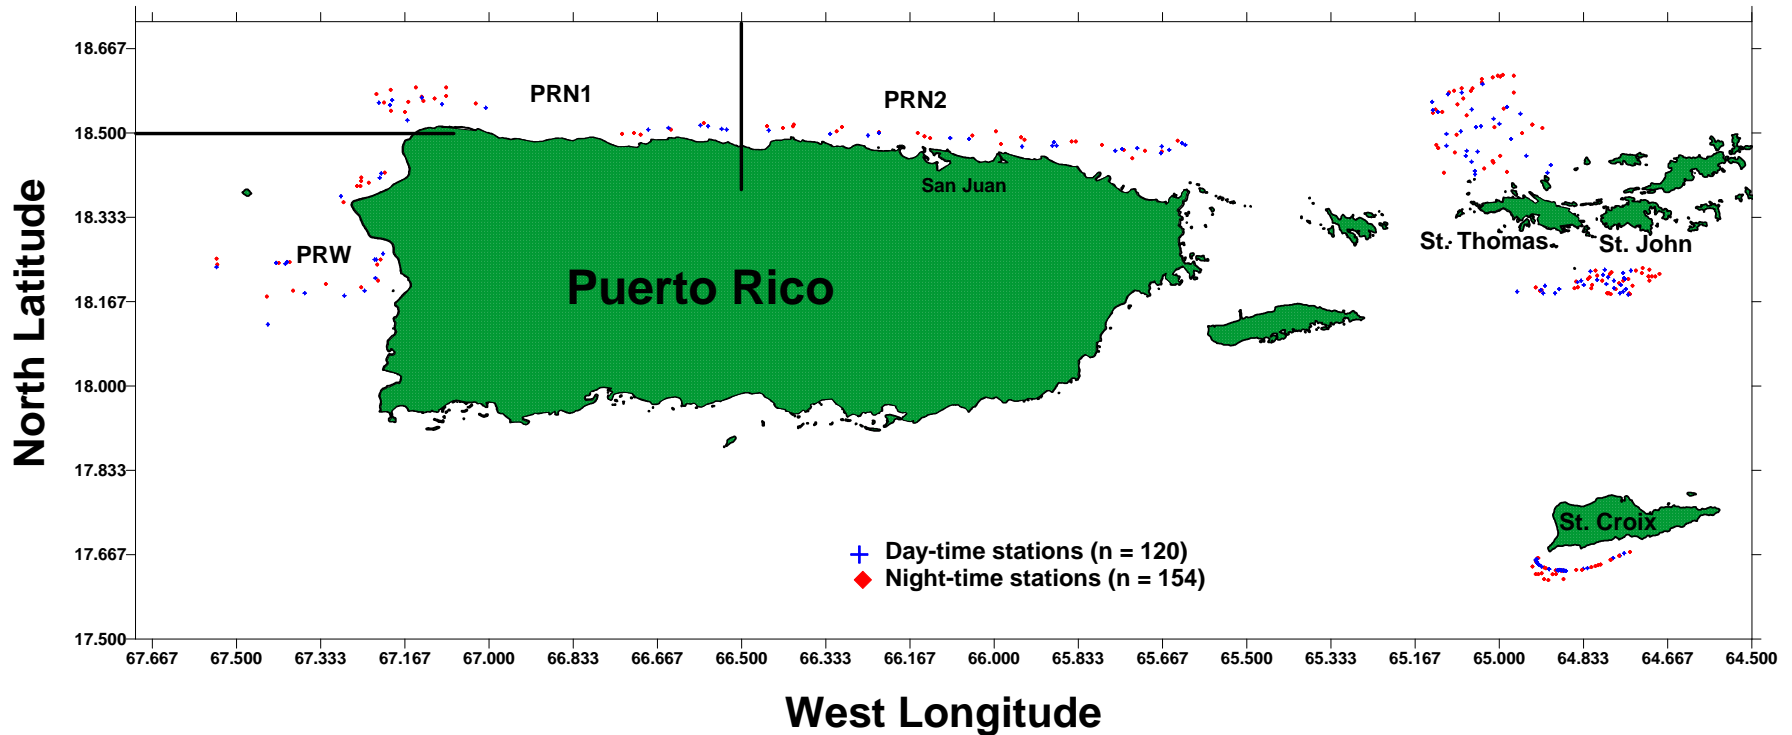 18.667
PRN1
PRN2
18.500
San Juan
18.333
St. Thomas
St. John
PRW
Puerto Rico
18.167
18.000
17.833
St. Croix
Day-time stations (n = 120)
17.667
Night-time stations (n = 154)
17.500
67.667 67.500 67.333 67.167 67.000 66.833 66.667 66.500 66.333 66.167 66.000 65.833 65.667 65.500 65.333 65.167 65.000 64.833 64.667 64.500
North Latitude
West Longitude